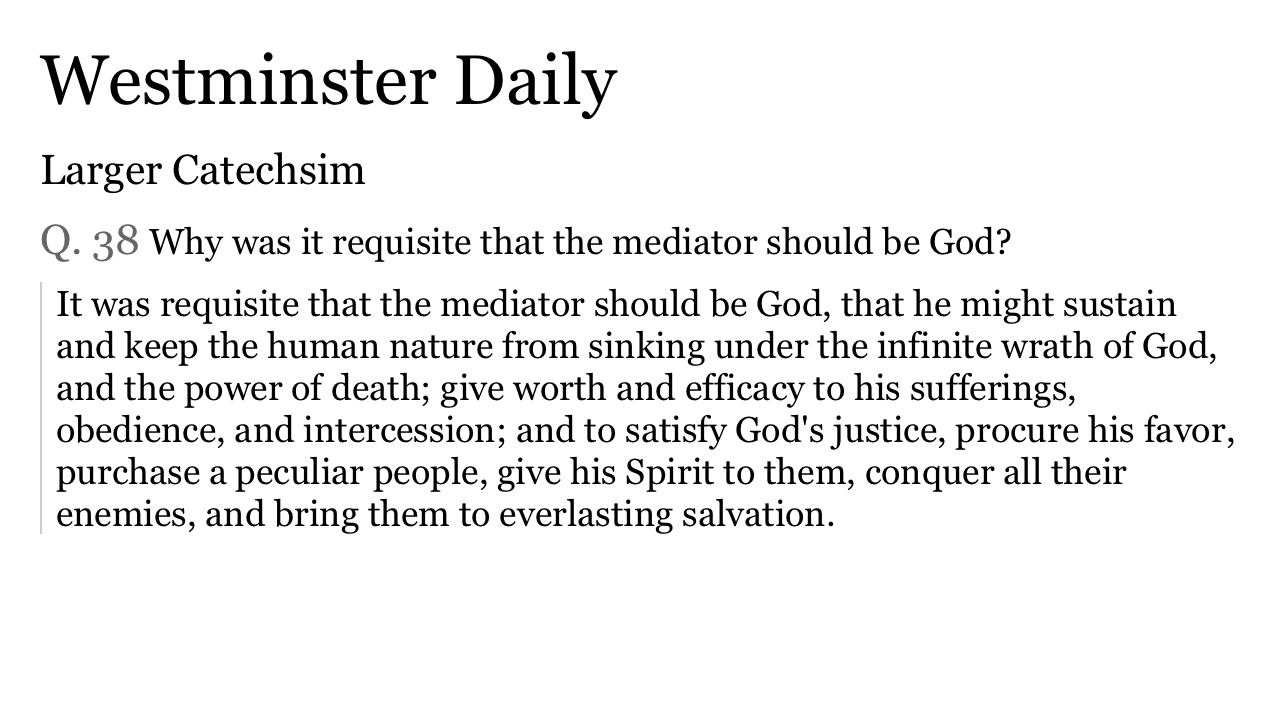 Westminster Daily
Larger Catechsim
Q. 38 Why was it requisite that the mediator should be God?
It was requisite that the mediator should be God, that he might sustain
and keep the human nature from sinking under the infinite wrath of God,
and the power of death; give worth and efficacy to his sufferings,
obedience, and intercession; and to satisfy God's justice, procure his favor,
purchase a peculiar people, give his Spirit to them, conquer all their
enemies, and bring them to everlasting salvation.